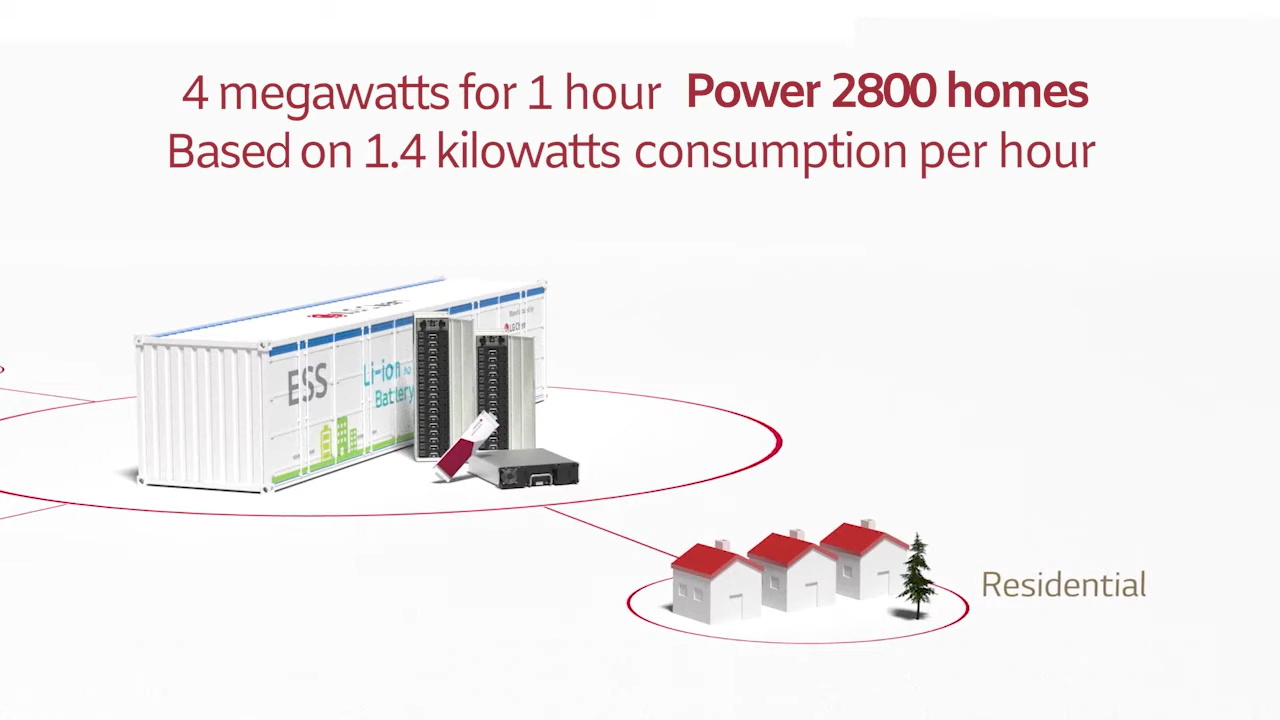 4 megawatts for 1 hour Power 2800 homes
Based on 1.4 kilowatts consumption per hour
ESS
Li-ion
Battery
Residential